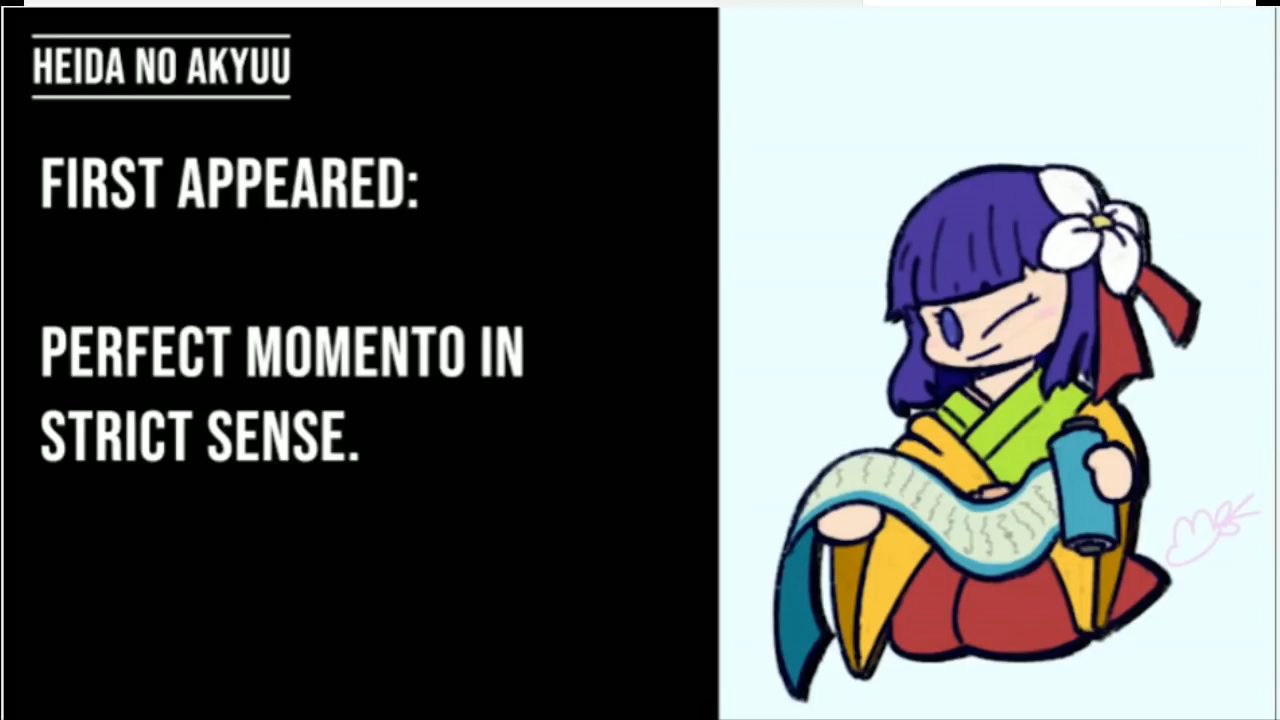 HEIDA NO AKYUU
FIRST APPEARED:
PERFECT MOMENTO IN
STRICT SENSE.